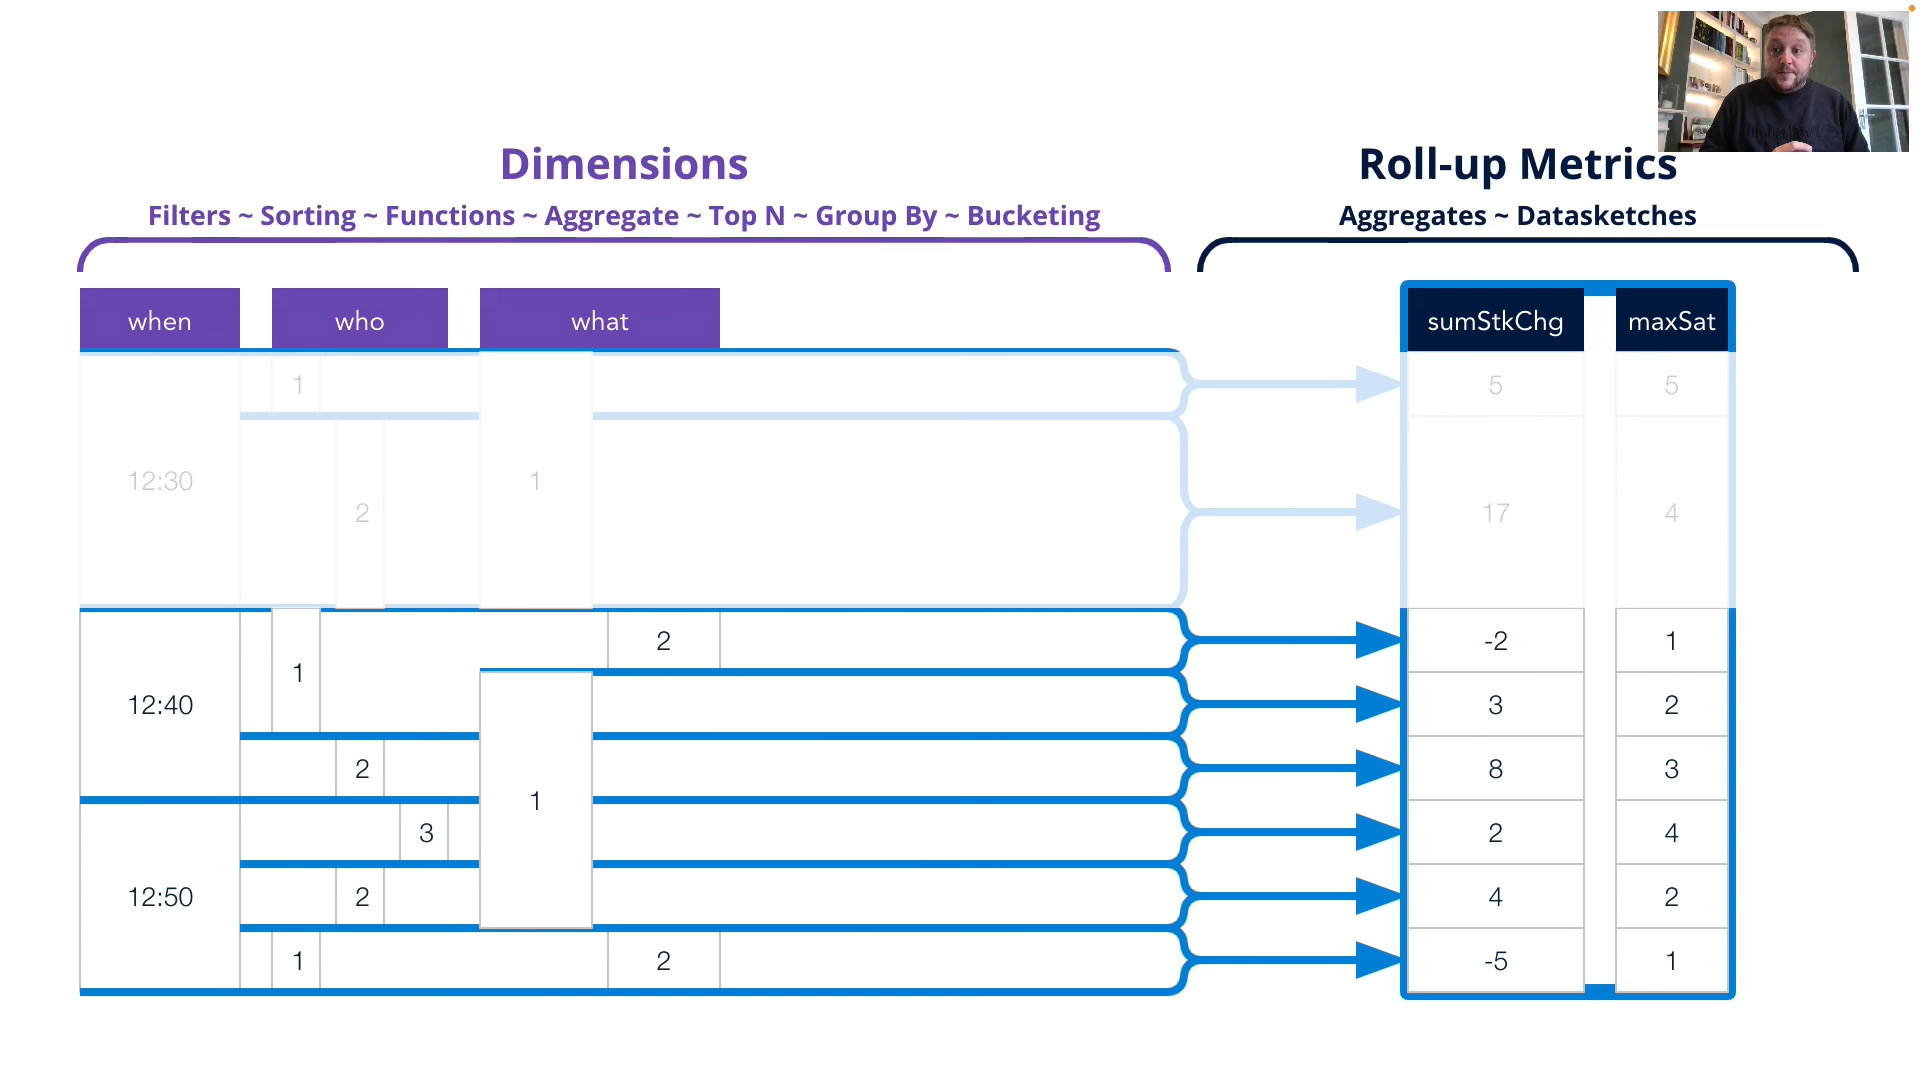 Dimensions
Roll-up Metrics
Filters ~ Sorting ~ Functions ~ Aggregate ~ Top N ~ Group By ~ Bucketing
Aggregates ~ Datasketches
when who what sumStkChg maxSat
1 5 5
12:30 1
2 17 4
2 -2 1
1
12:40 3 2
2 8 3
1
3 2 4
12:50 2 4 2
1 2 -5 1